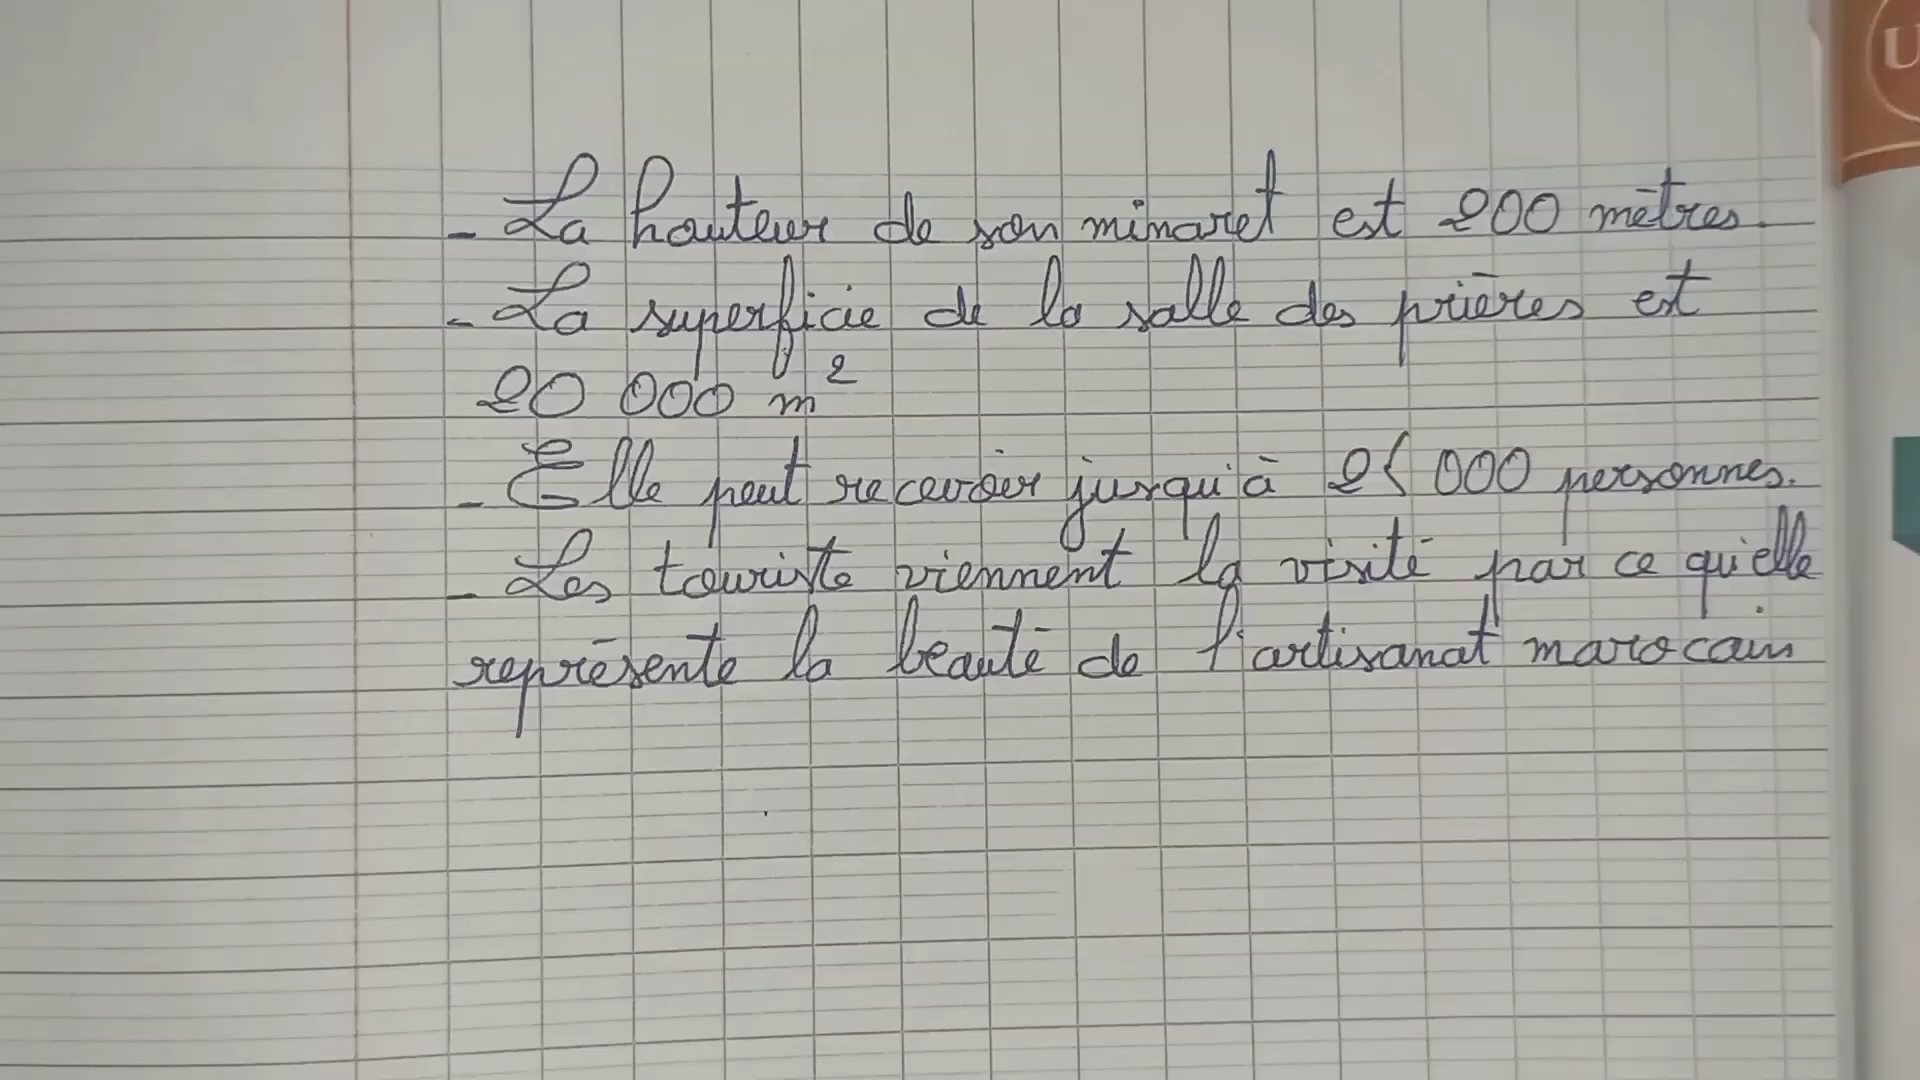 - La hauteur de son minaret est 200 mètres.
- La superficie de la salle des prières est
20 000 m²
- Elle peut recevoir jusqu'à 25 000 personnes.
- Les touriste viennent la visité par ce qu'elle
représente la beauté de l'artisanat marocain
U